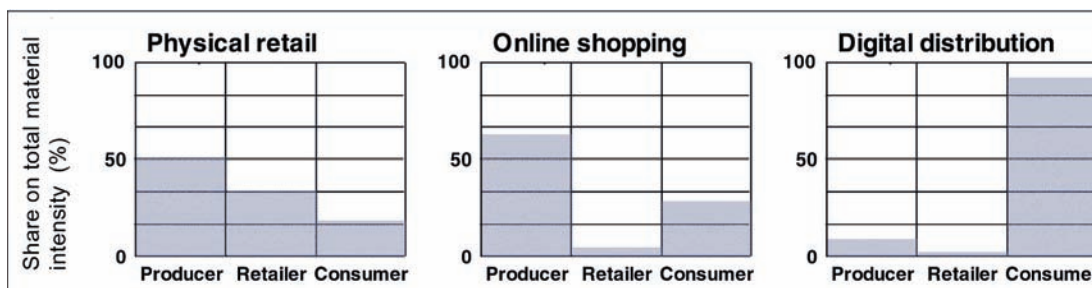 Share on total material
intensity (%)
Physical retail
100
50
0
Producer Retailer Consumer
Online shopping
100
50
0
Producer Retailer Consumer
Digital distribution
100
50
0
Producer Retailer Consume